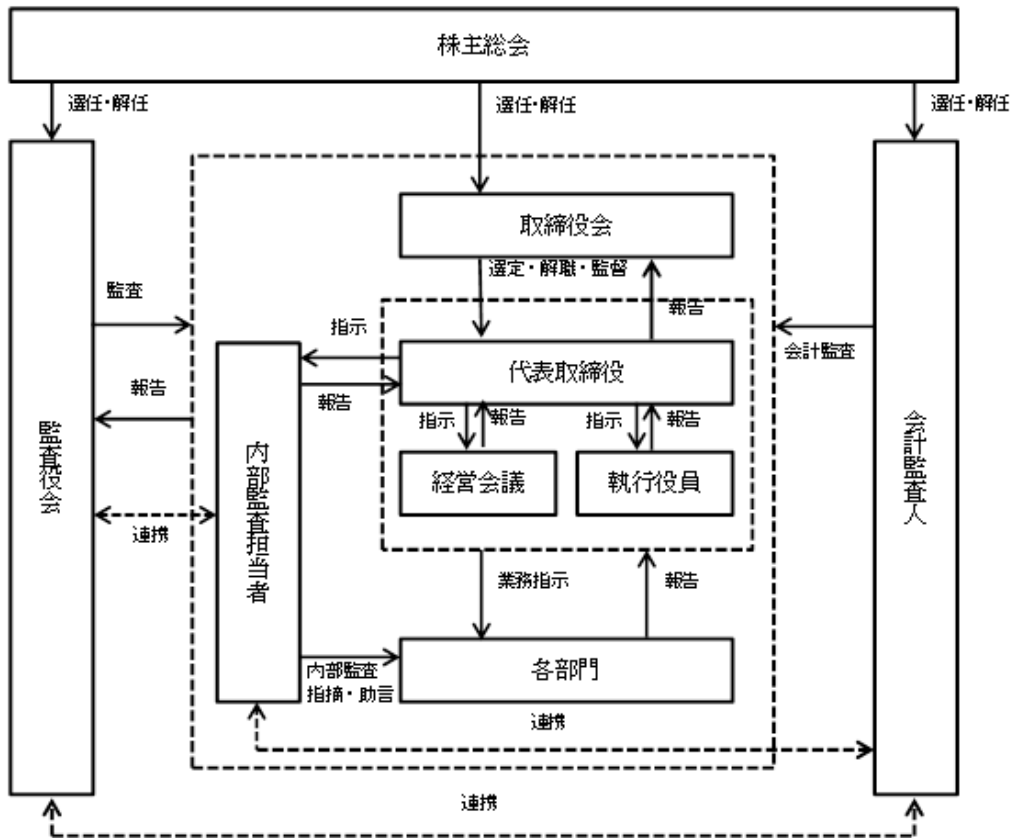 株主総会
選任・解任
選任・解任
選任・解任
取締役会
選定・解職・監督
報告
監査
指示
代表取締役
会計監査
報告
報告
指示
報告
指示
報告
監査役会
内部監査担当者
経営会議
執行役員
会計監査人
連携
業務指示
報告
各部門
内部監査
指摘・助言
連携
連携